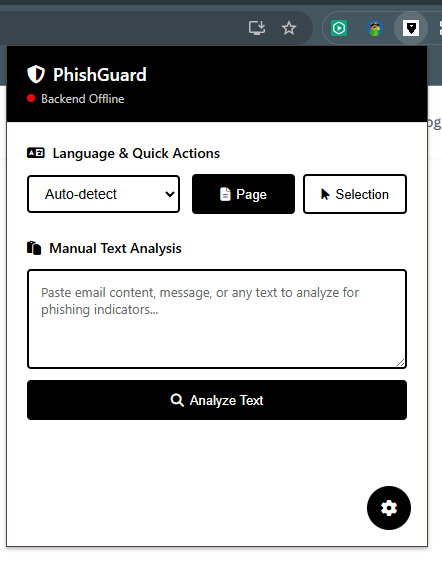 PhishGuard
Backend Offline
Language & Quick Actions
Auto-detect
Page
Selection
Manual Text Analysis
Paste email content, message, or any text to analyze for
phishing indicators...
Analyze Text